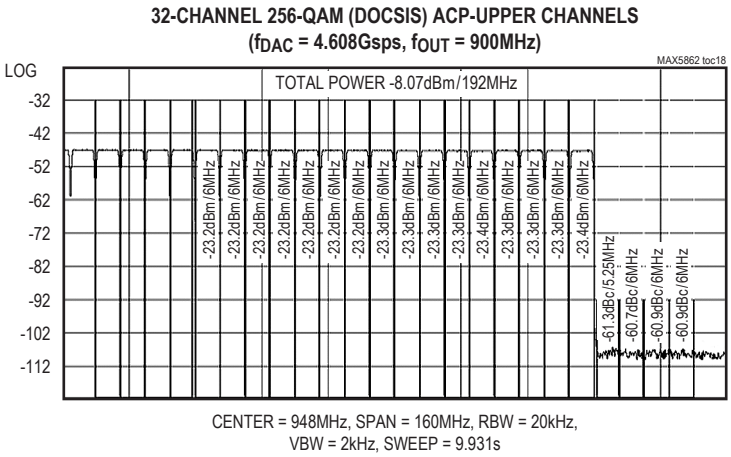 32-CHANNEL 256-QAM (DOCSIS) ACP-UPPER CHANNELS
(fDAC = 4.608Gsps, fOUT = 900MHz)
MAX5862 toc18
LOG
TOTAL POWER -8.07dBm/192MHz
-32
-42
-52
-62
-72
-82
-92
-102
-112
-23.2dBm/6MHz
-23.2dBm/6MHz
-23.2dBm/6MHz
-23.2dBm/6MHz
-23.2dBm/6MHz
-23.2dBm/6MHz
-23.2dBm/6MHz
-23.2dBm/6MHz
-23.3dBm/6MHz
-23.3dBm/6MHz
-23.3dBm/6MHz
-23.4dBm/6MHz
-23.3dBm/6MHz
-23.3dBm/6MHz
-23.3dBm/6MHz
-23.4dBm/6MHz
-61.3dBc/5.25MHz
-60.7dBc/6MHz
-60.9dBc/6MHz
-60.9dBc/6MHz
CENTER = 948MHz, SPAN = 160MHz, RBW = 20kHz,
VBW = 2kHz, SWEEP = 9.931s